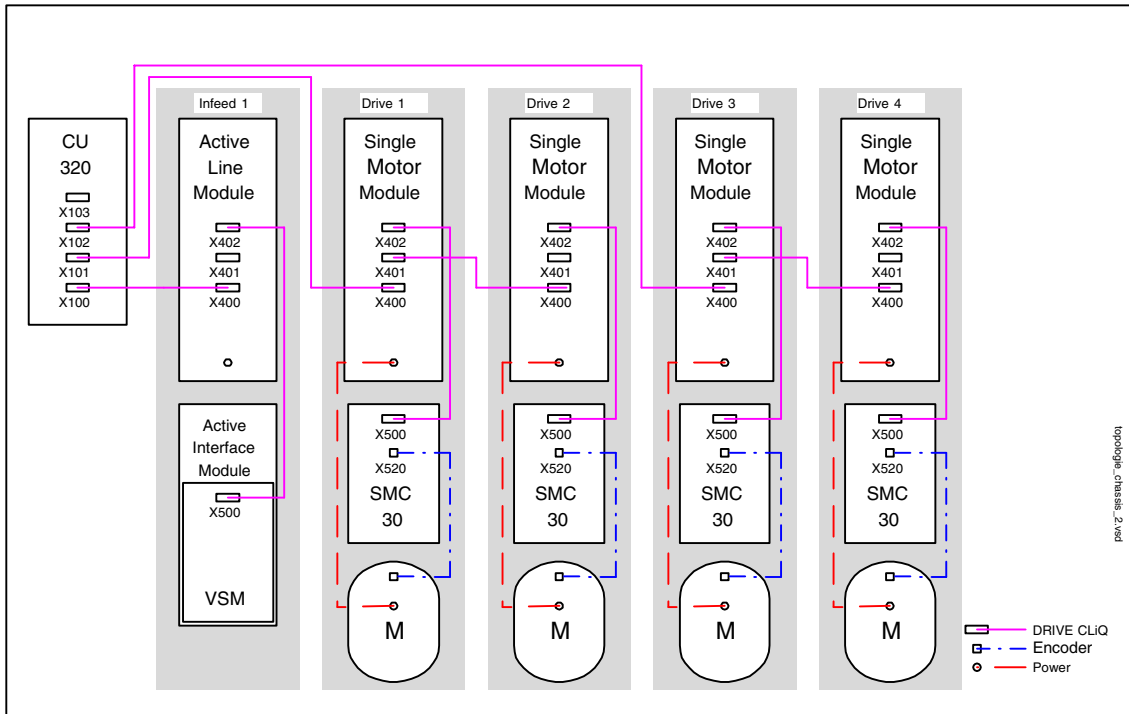 CU
320
X103
X102
X101
X100
Infeed 1
Active
Line
Module
X402
X401
X400
Active
Interface
Module
X500
VSM
Drive 1
Single
Motor
Module
X402
X401
X400
X500
X520
SMC
30
M
Drive 2
Single
Motor
Module
X402
X401
X400
X500
X520
SMC
30
M
Drive 3
Single
Motor
Module
X402
X401
X400
X500
X520
SMC
30
M
Drive 4
Single
Motor
Module
X402
X401
X400
X500
X520
SMC
30
M
topologie_chassis_2.vsd
DRIVE CLiQ
Encoder
Power